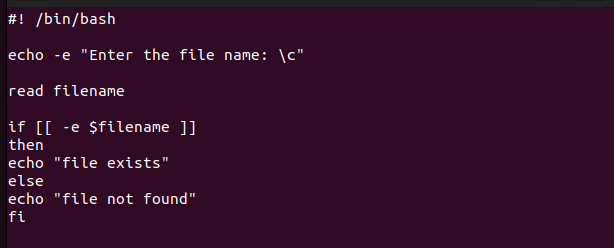 #! /bin/bash
echo -e "Enter the file name: \c"
read filename
if [[ -e $filename ]]
then
echo "file exists"
else
echo "file not found"
fi